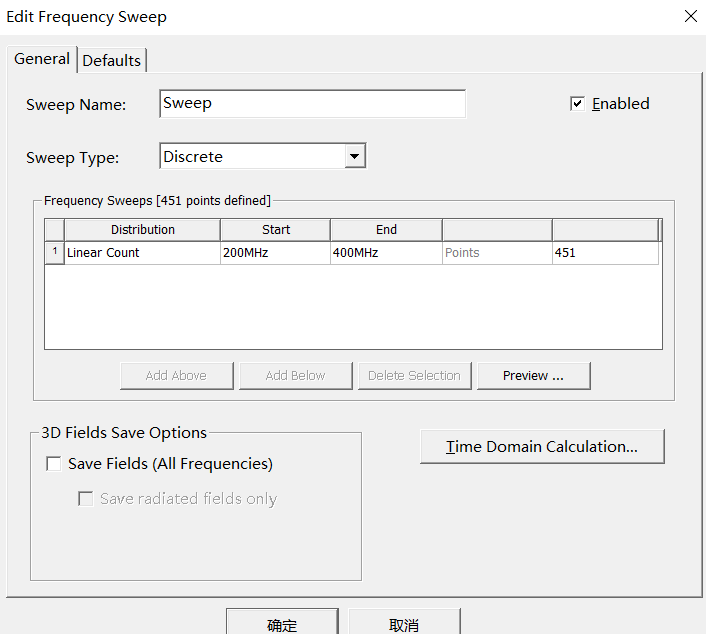 Edit Frequency Sweep
General Defaults
Sweep Name: Sweep Enabled
Sweep Type: Discrete
Frequency Sweeps [451 points defined]
Distribution Start End
1 Linear Count 200MHz 400MHz Points 451
Add Above Add Below Delete Selection Preview ...
3D Fields Save Options
Time Domain Calculation...
Save Fields (All Frequencies)
Save radiated fields only
确定 取消